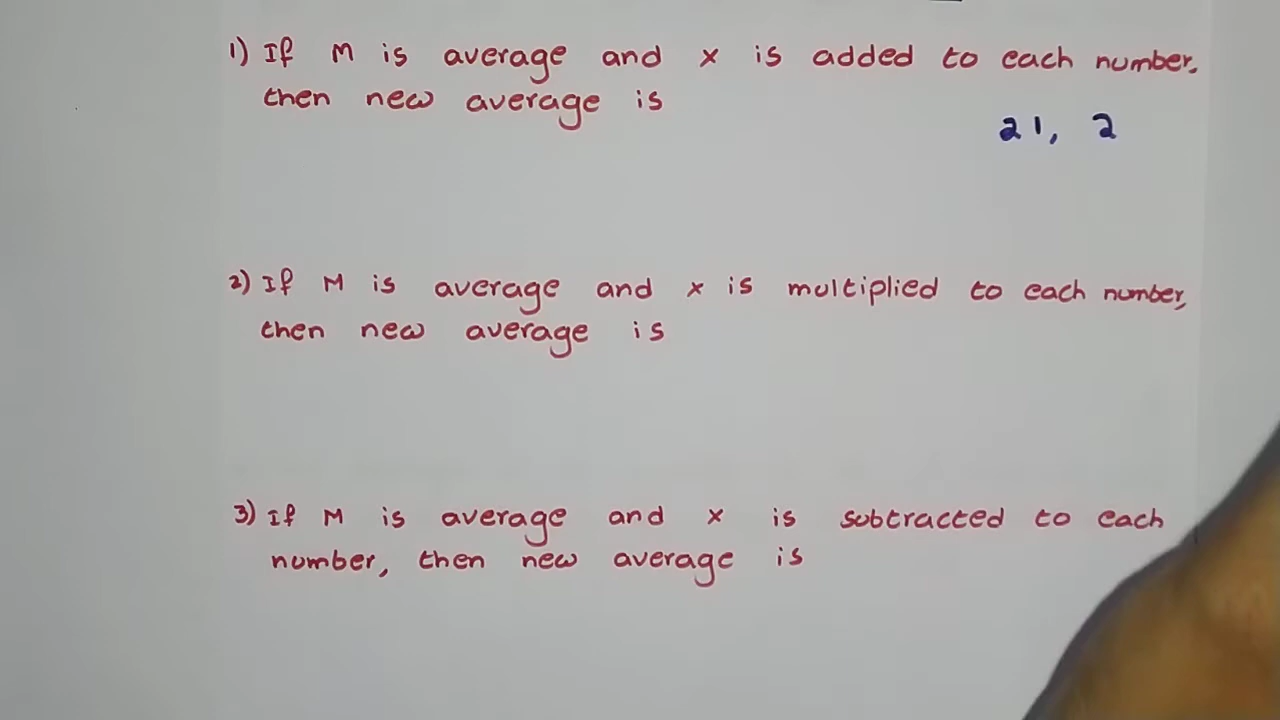 1) If M is average and x is added to each number,
then new average is
21, 2
2) If M is average and x is multiplied to each number,
then new average is
3) If M is average and x is subtracted to each
number, then new average is